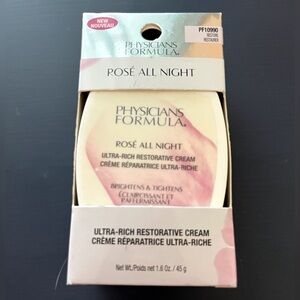 NEW
NOUVEAU!
PHYSICIANS
FORMULA®
PF10990
RESTORE
RESTAURER
ROSÉ ALL NIGHT
PHYSICIANS
FORMULA®
ROSÉ ALL NIGHT
ULTRA-RICH RESTORATIVE CREAM
CRÈME RÉPARATRICE ULTRA-RICHE
BRIGHTENS & TIGHTENS
ÉCLAIRCISSANT ET
RAFFERMISSANT
ULTRA-RICH RESTORATIVE CREAM
CRÈME RÉPARATRICE ULTRA-RICHE
Net Wt./Poids net 1.6 Oz. / 45 g